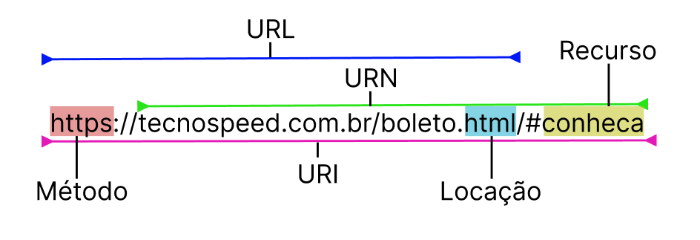 URL
Recurso
URN
https://tecnospeed.com.br/boleto.html/#conheca
URI
Método
Locação